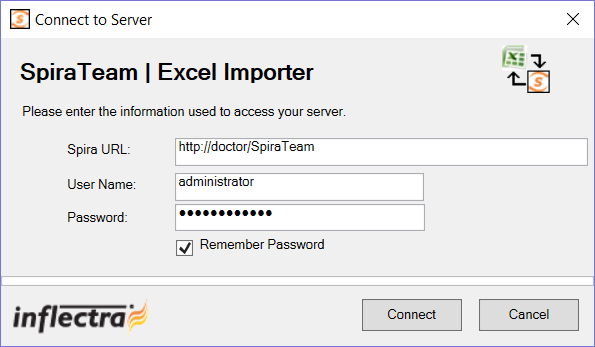 Connect to Server
SpiraTeam | Excel Importer
Please enter the information used to access your server.
Spira URL: http://doctor/SpiraTeam
User Name: administrator
Password: ●●●●●●●●●●●●
Remember Password
inflectra
Connect Cancel